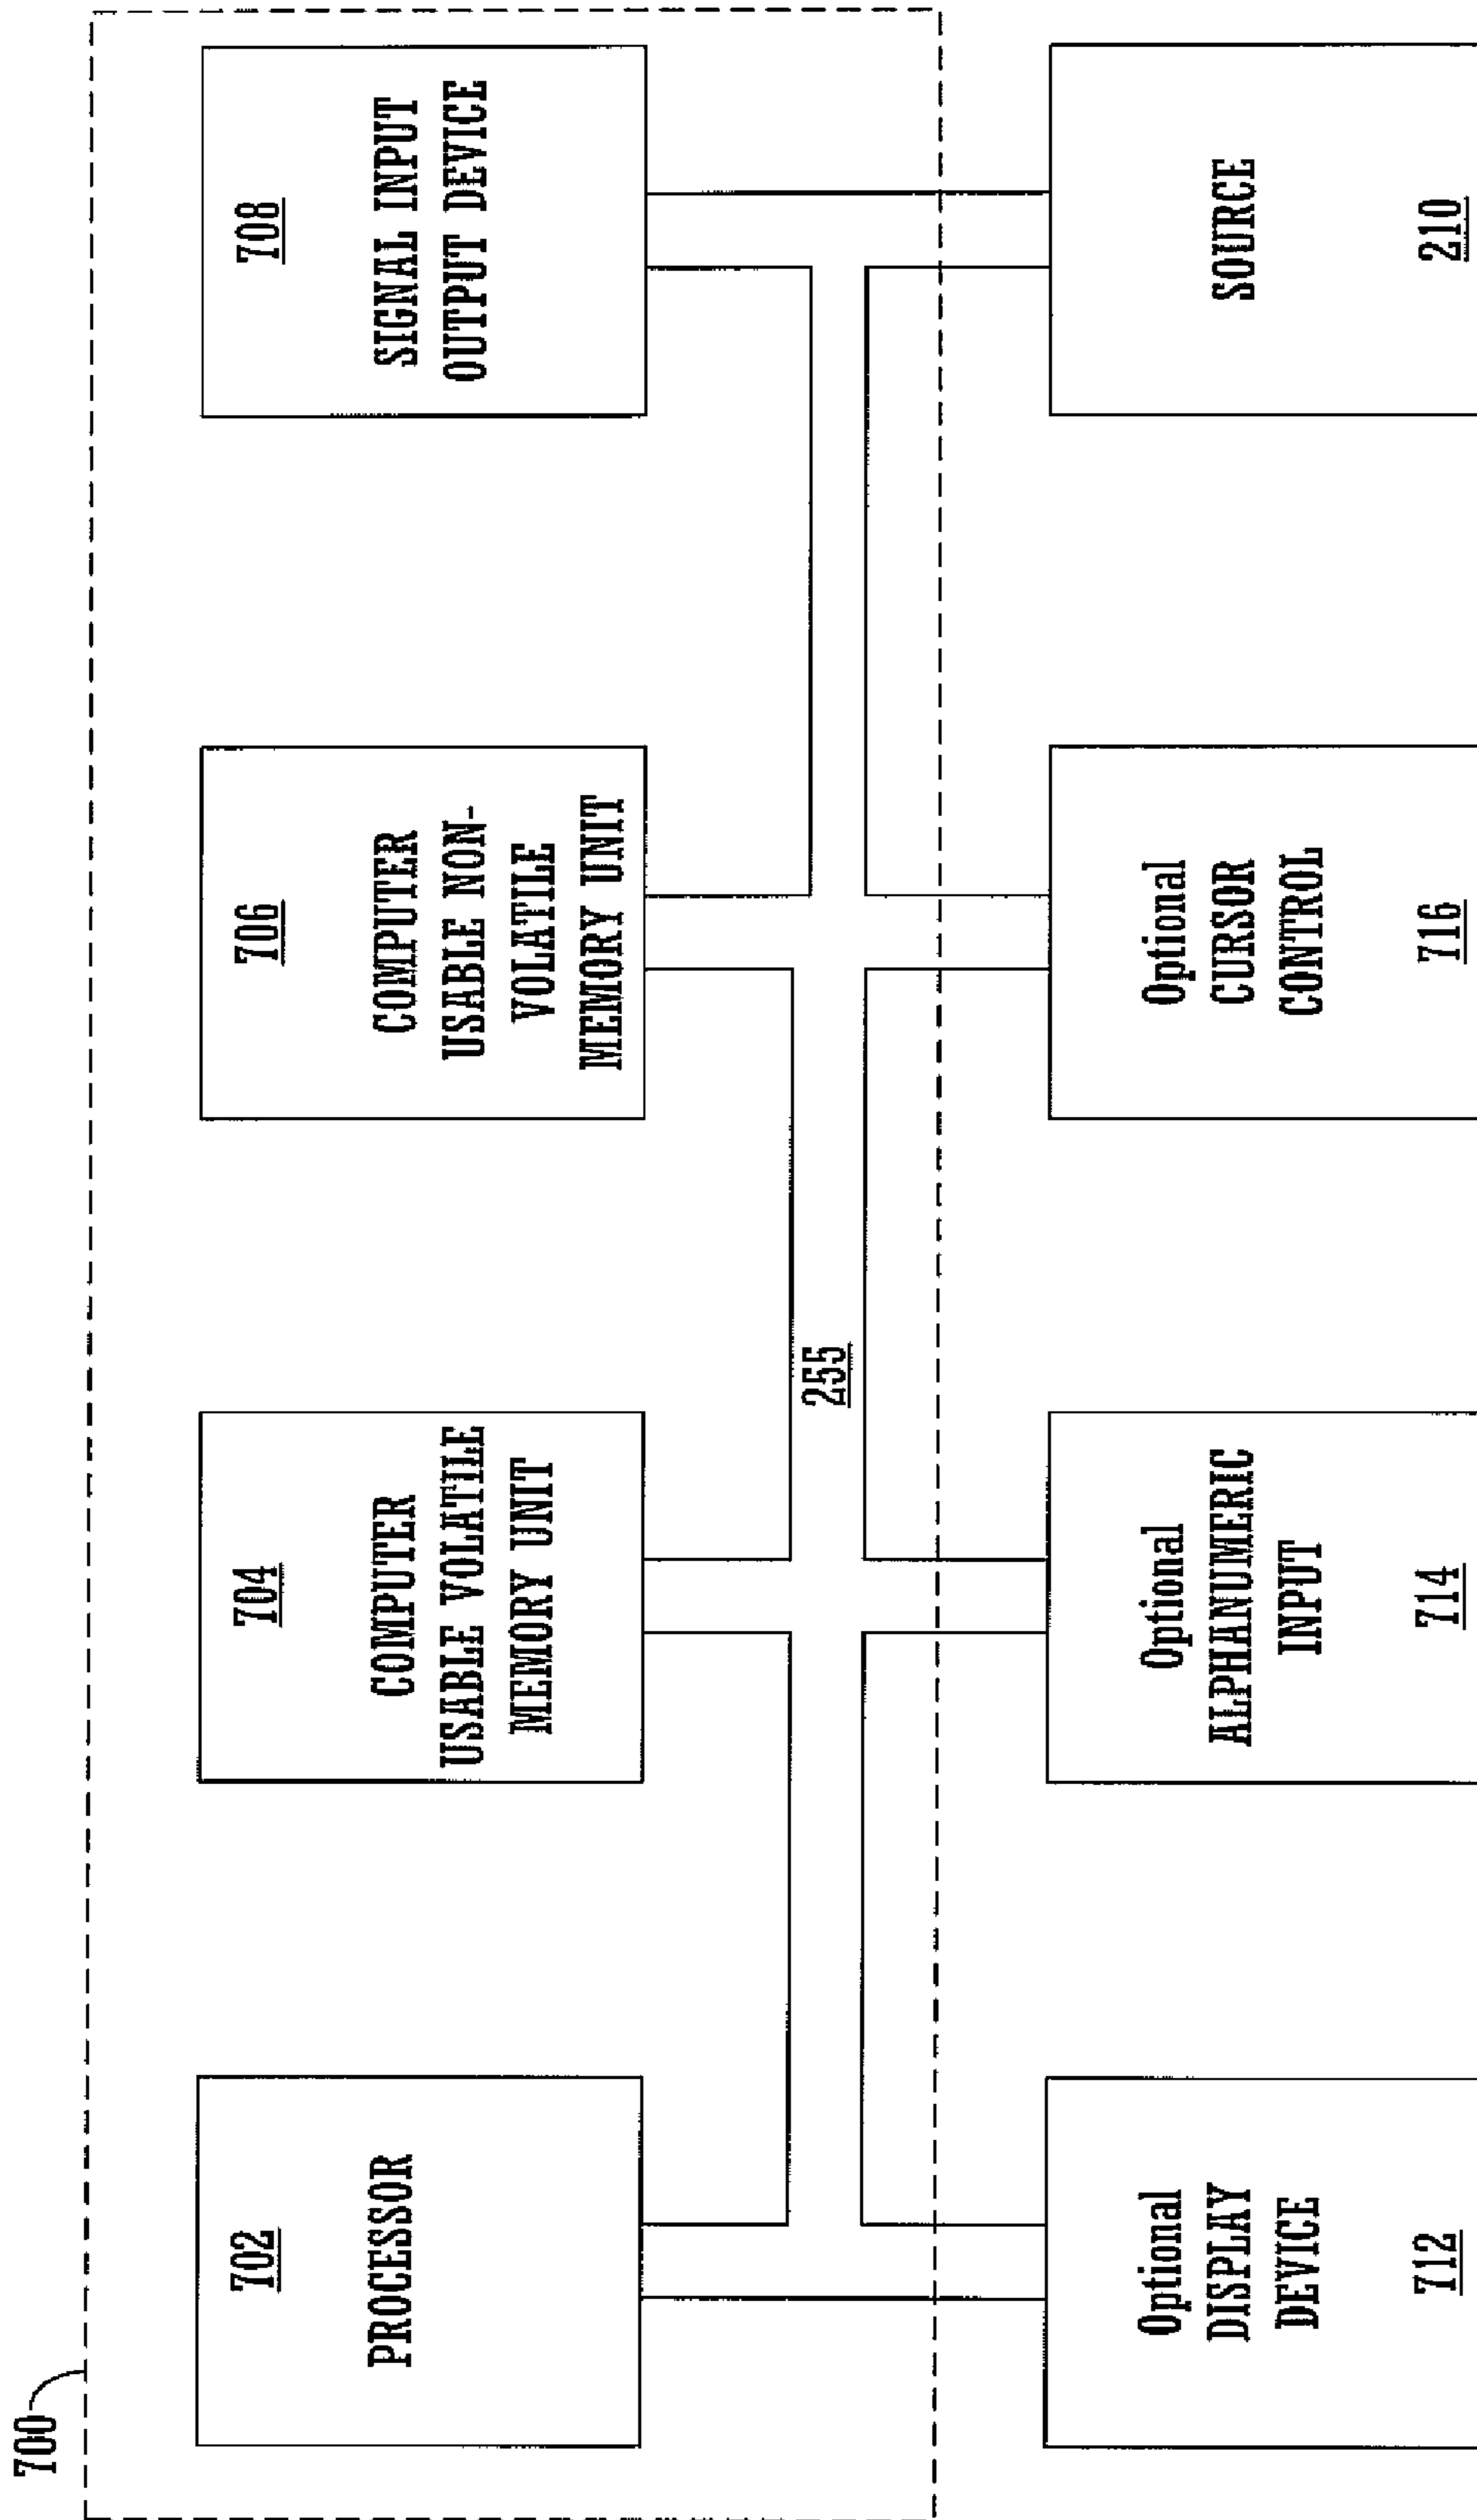 700
702
PROCESSOR
704
COMPUTER
USABLE VOLATILE
MEMORY UNIT
706
COMPUTER
USABLE NON-
VOLATILE
MEMORY UNIT
708
SIGNAL INPUT
OUTPUT DEVICE
255
Optional
DISPLAY
DEVICE
712
Optional
ALPHANUMERIC
INPUT
714
Optional
CURSOR
CONTROL
716
SOURCE
210